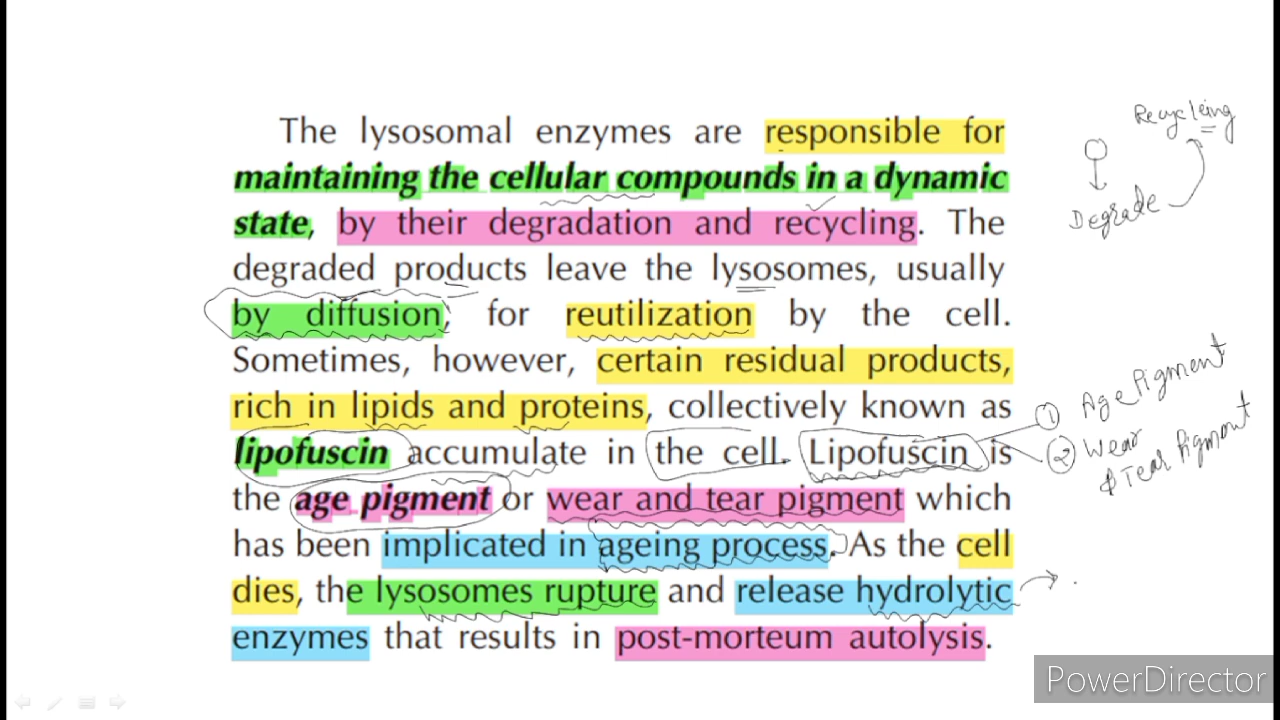 The lysosomal enzymes are responsible for
maintaining the cellular compounds in a dynamic
state, by their degradation and recycling. The
degraded products leave the lysosomes, usually
by diffusion, for reutilization by the cell.
Sometimes, however, certain residual products,
rich in lipids and proteins, collectively known as
lipofuscin accumulate in the cell. Lipofuscin is
the age pigment or wear and tear pigment which
has been implicated in ageing process. As the cell
dies, the lysosomes rupture and release hydrolytic
enzymes that results in post-morteum autolysis.
Recycleing
Degrade
① Age Pigment
② Wear
& Tear Pigment
PowerDirector